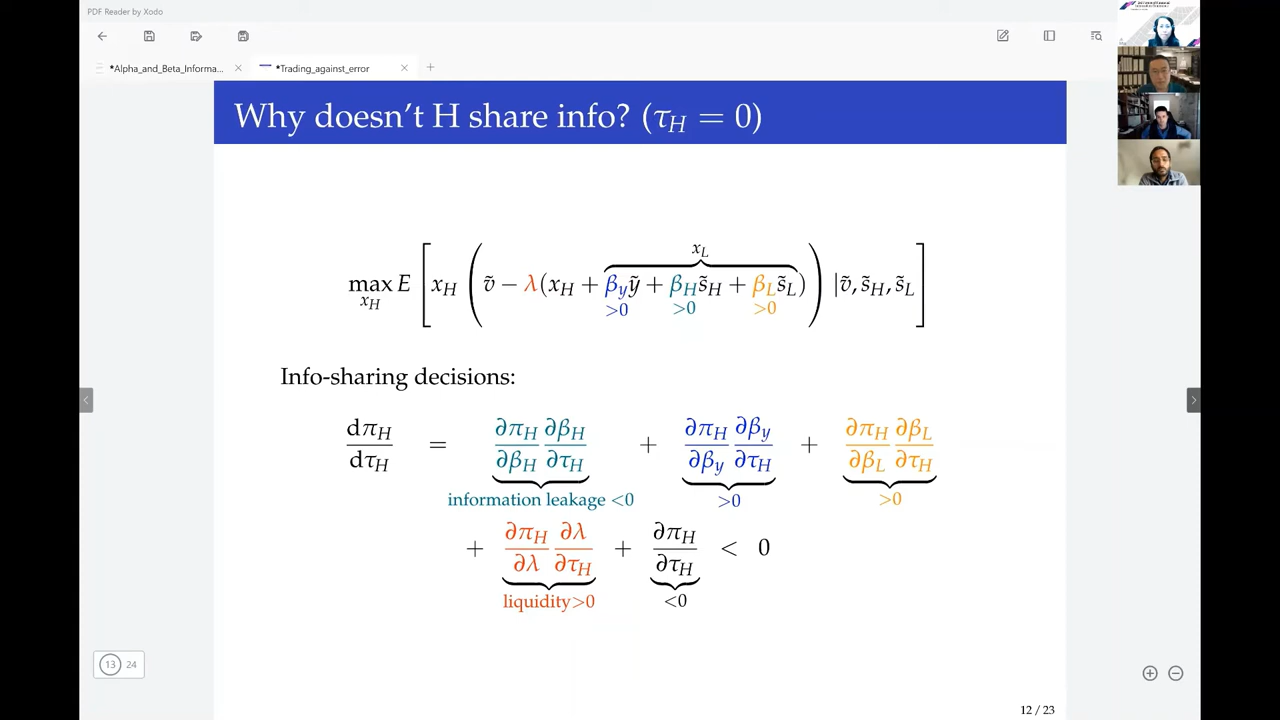 PDF Reader by Xodo
*Alpha_and_Beta_Informa... × *Trading_against_error × +
Why doesn't H share info? (τ_H = 0)
x_L
max_{x_H} E [ x_H ( ṽ − λ(x_H + β_y ỹ + β_H s̃_H + β_L s̃_L) ) | ṽ, s̃_H, s̃_L ]
>0 >0 >0
Info-sharing decisions:
dπ_H/dτ_H = ∂π_H/∂β_H ∂β_H/∂τ_H + ∂π_H/∂β_y ∂β_y/∂τ_H + ∂π_H/∂β_L ∂β_L/∂τ_H
information leakage <0 >0 >0
+ ∂π_H/∂λ ∂λ/∂τ_H + ∂π_H/∂τ_H < 0
liquidity>0 <0
13 24
12 / 23